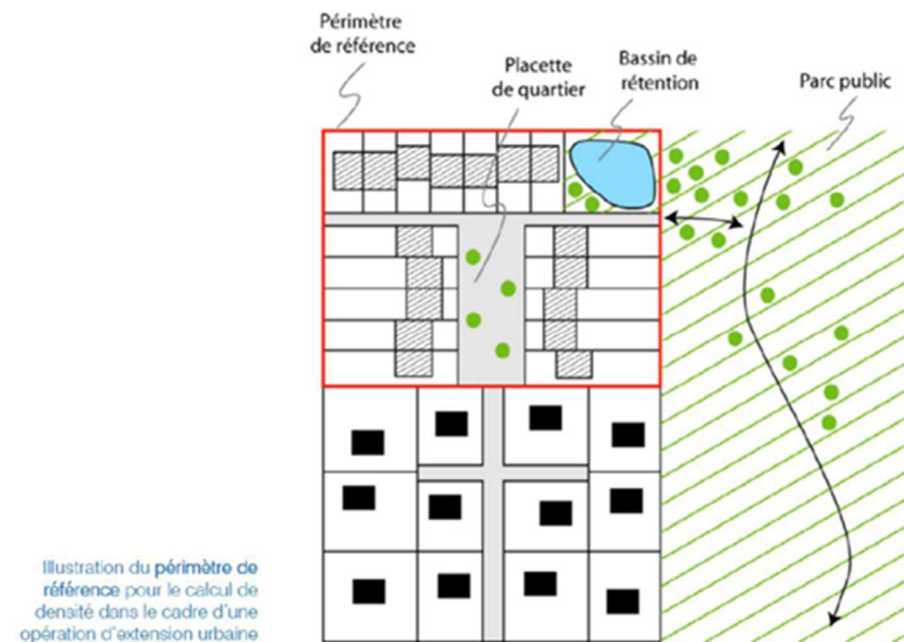 Périmètre
de référence
Placette
de quartier
Bassin de
rétention
Parc public
Illustration du périmètre de
référence pour le calcul de
densité dans le cadre d'une
opération d'extension urbaine